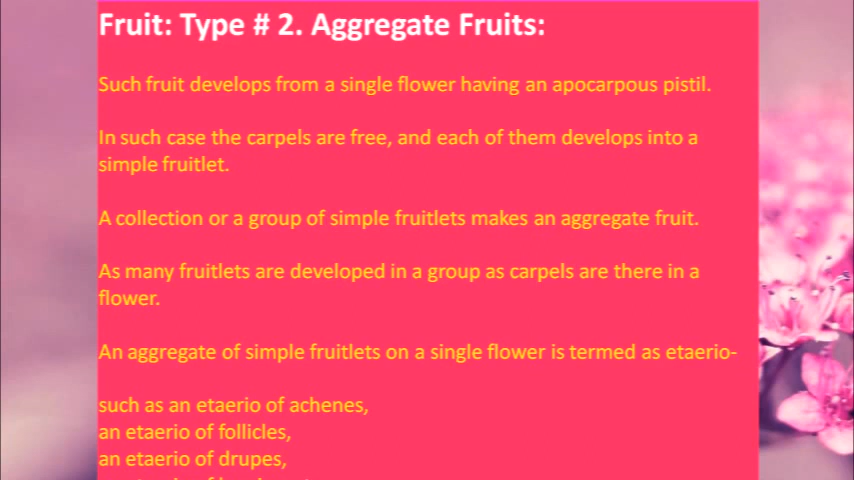 Fruit: Type # 2. Aggregate Fruits:
Such fruit develops from a single flower having an apocarpous pistil.
In such case the carpels are free, and each of them develops into a
simple fruitlet.
A collection or a group of simple fruitlets makes an aggregate fruit.
As many fruitlets are developed in a group as carpels are there in a
flower.
An aggregate of simple fruitlets on a single flower is termed as etaerio-
such as an etaerio of achenes,
an etaerio of follicles,
an etaerio of drupes,